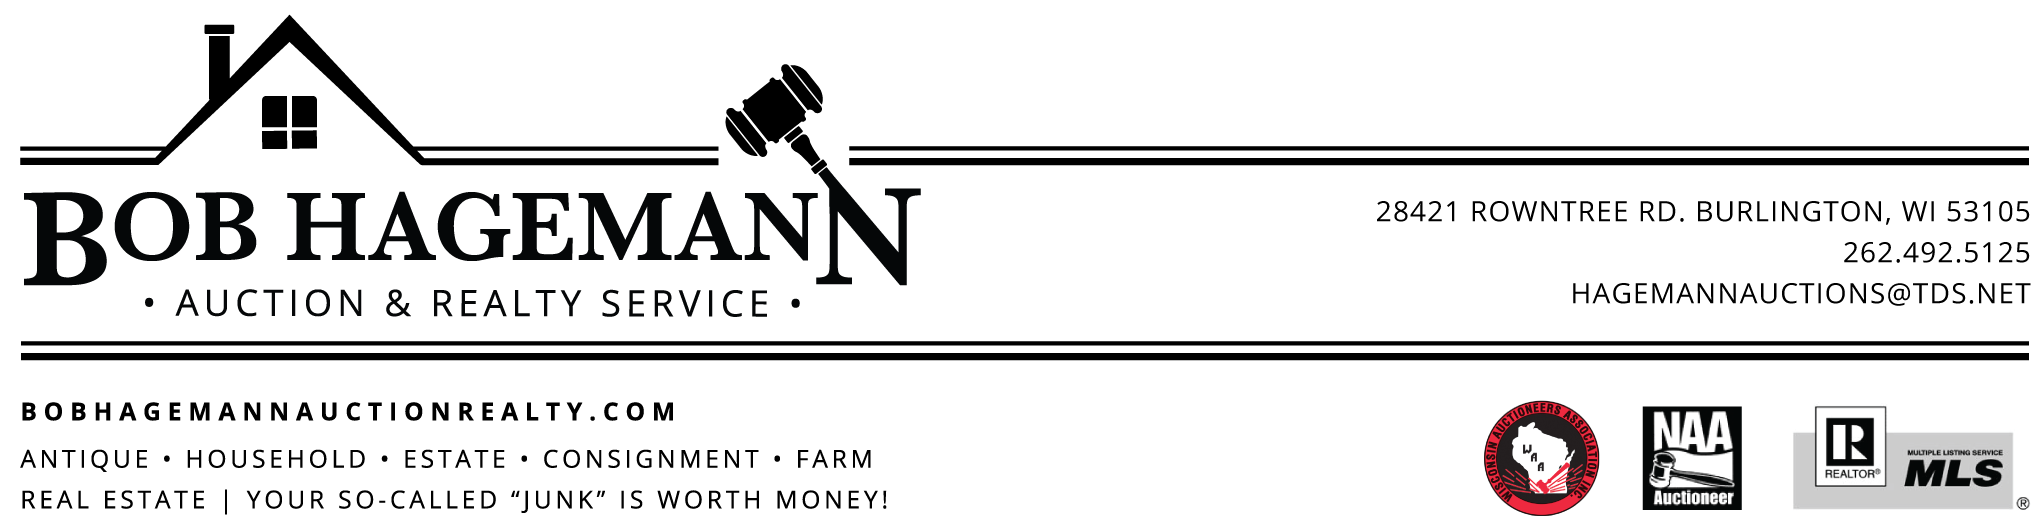 BOB HAGEMANN
• AUCTION & REALTY SERVICE •
28421 ROWNTREE RD. BURLINGTON, WI 53105
262.492.5125
HAGEMANNAUCTIONS@TDS.NET
BOBHAGEMANNAUCTIONREALTY.COM
ANTIQUE • HOUSEHOLD • ESTATE • CONSIGNMENT • FARM
REAL ESTATE | YOUR SO-CALLED “JUNK” IS WORTH MONEY!
WISCONSIN AUCTIONEERS ASSOCIATION INC.
WAA
NAA
Auctioneer
R
REALTOR®
MULTIPLE LISTING SERVICE
MLS
®